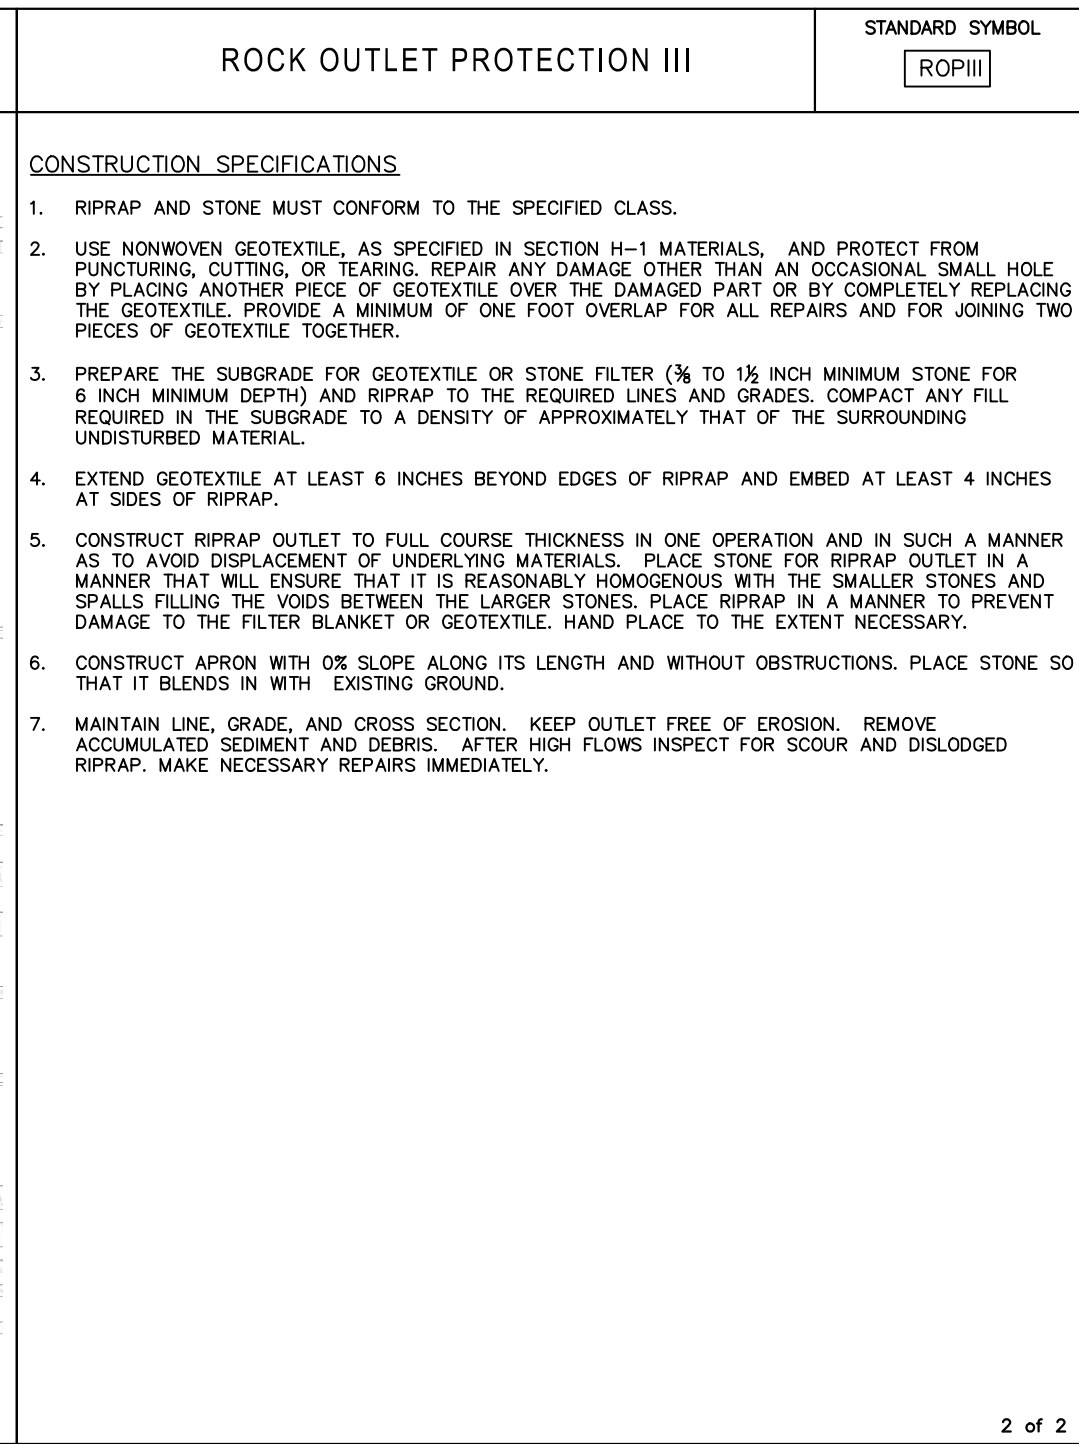 ROCK OUTLET PROTECTION III
STANDARD SYMBOL
ROPIII
CONSTRUCTION SPECIFICATIONS
1. RIPRAP AND STONE MUST CONFORM TO THE SPECIFIED CLASS.
2. USE NONWOVEN GEOTEXTILE, AS SPECIFIED IN SECTION H-1 MATERIALS, AND PROTECT FROM
PUNCTURING, CUTTING, OR TEARING. REPAIR ANY DAMAGE OTHER THAN AN OCCASIONAL SMALL HOLE
BY PLACING ANOTHER PIECE OF GEOTEXTILE OVER THE DAMAGED PART OR BY COMPLETELY REPLACING
THE GEOTEXTILE. PROVIDE A MINIMUM OF ONE FOOT OVERLAP FOR ALL REPAIRS AND FOR JOINING TWO
PIECES OF GEOTEXTILE TOGETHER.
3. PREPARE THE SUBGRADE FOR GEOTEXTILE OR STONE FILTER (⅜ TO 1½ INCH MINIMUM STONE FOR
6 INCH MINIMUM DEPTH) AND RIPRAP TO THE REQUIRED LINES AND GRADES. COMPACT ANY FILL
REQUIRED IN THE SUBGRADE TO A DENSITY OF APPROXIMATELY THAT OF THE SURROUNDING
UNDISTURBED MATERIAL.
4. EXTEND GEOTEXTILE AT LEAST 6 INCHES BEYOND EDGES OF RIPRAP AND EMBED AT LEAST 4 INCHES
AT SIDES OF RIPRAP.
5. CONSTRUCT RIPRAP OUTLET TO FULL COURSE THICKNESS IN ONE OPERATION AND IN SUCH A MANNER
AS TO AVOID DISPLACEMENT OF UNDERLYING MATERIALS. PLACE STONE FOR RIPRAP OUTLET IN A
MANNER THAT WILL ENSURE THAT IT IS REASONABLY HOMOGENOUS WITH THE SMALLER STONES AND
SPALLS FILLING THE VOIDS BETWEEN THE LARGER STONES. PLACE RIPRAP IN A MANNER TO PREVENT
DAMAGE TO THE FILTER BLANKET OR GEOTEXTILE. HAND PLACE TO THE EXTENT NECESSARY.
6. CONSTRUCT APRON WITH 0% SLOPE ALONG ITS LENGTH AND WITHOUT OBSTRUCTIONS. PLACE STONE SO
THAT IT BLENDS IN WITH EXISTING GROUND.
7. MAINTAIN LINE, GRADE, AND CROSS SECTION. KEEP OUTLET FREE OF EROSION. REMOVE
ACCUMULATED SEDIMENT AND DEBRIS. AFTER HIGH FLOWS INSPECT FOR SCOUR AND DISLODGED
RIPRAP. MAKE NECESSARY REPAIRS IMMEDIATELY.
2 of 2